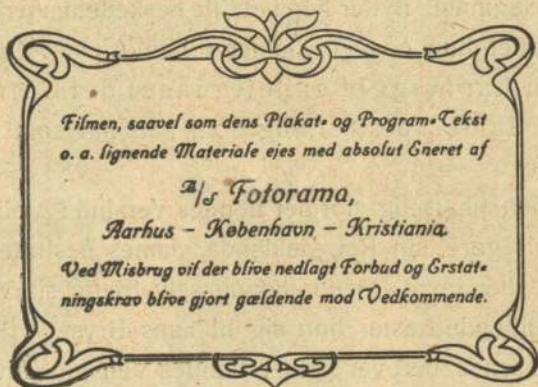 Filmen, saavel som dens Plakat- og Program-Tekst
o. a. lignende Materiale ejes med absolut Eneret af
A/S Fotorama,
Aarhus – København – Kristiania.
Ved Misbrug vil der blive nedlagt Forbud og Erstat-
ningskrav blive gjort gældende mod Vedkommende.